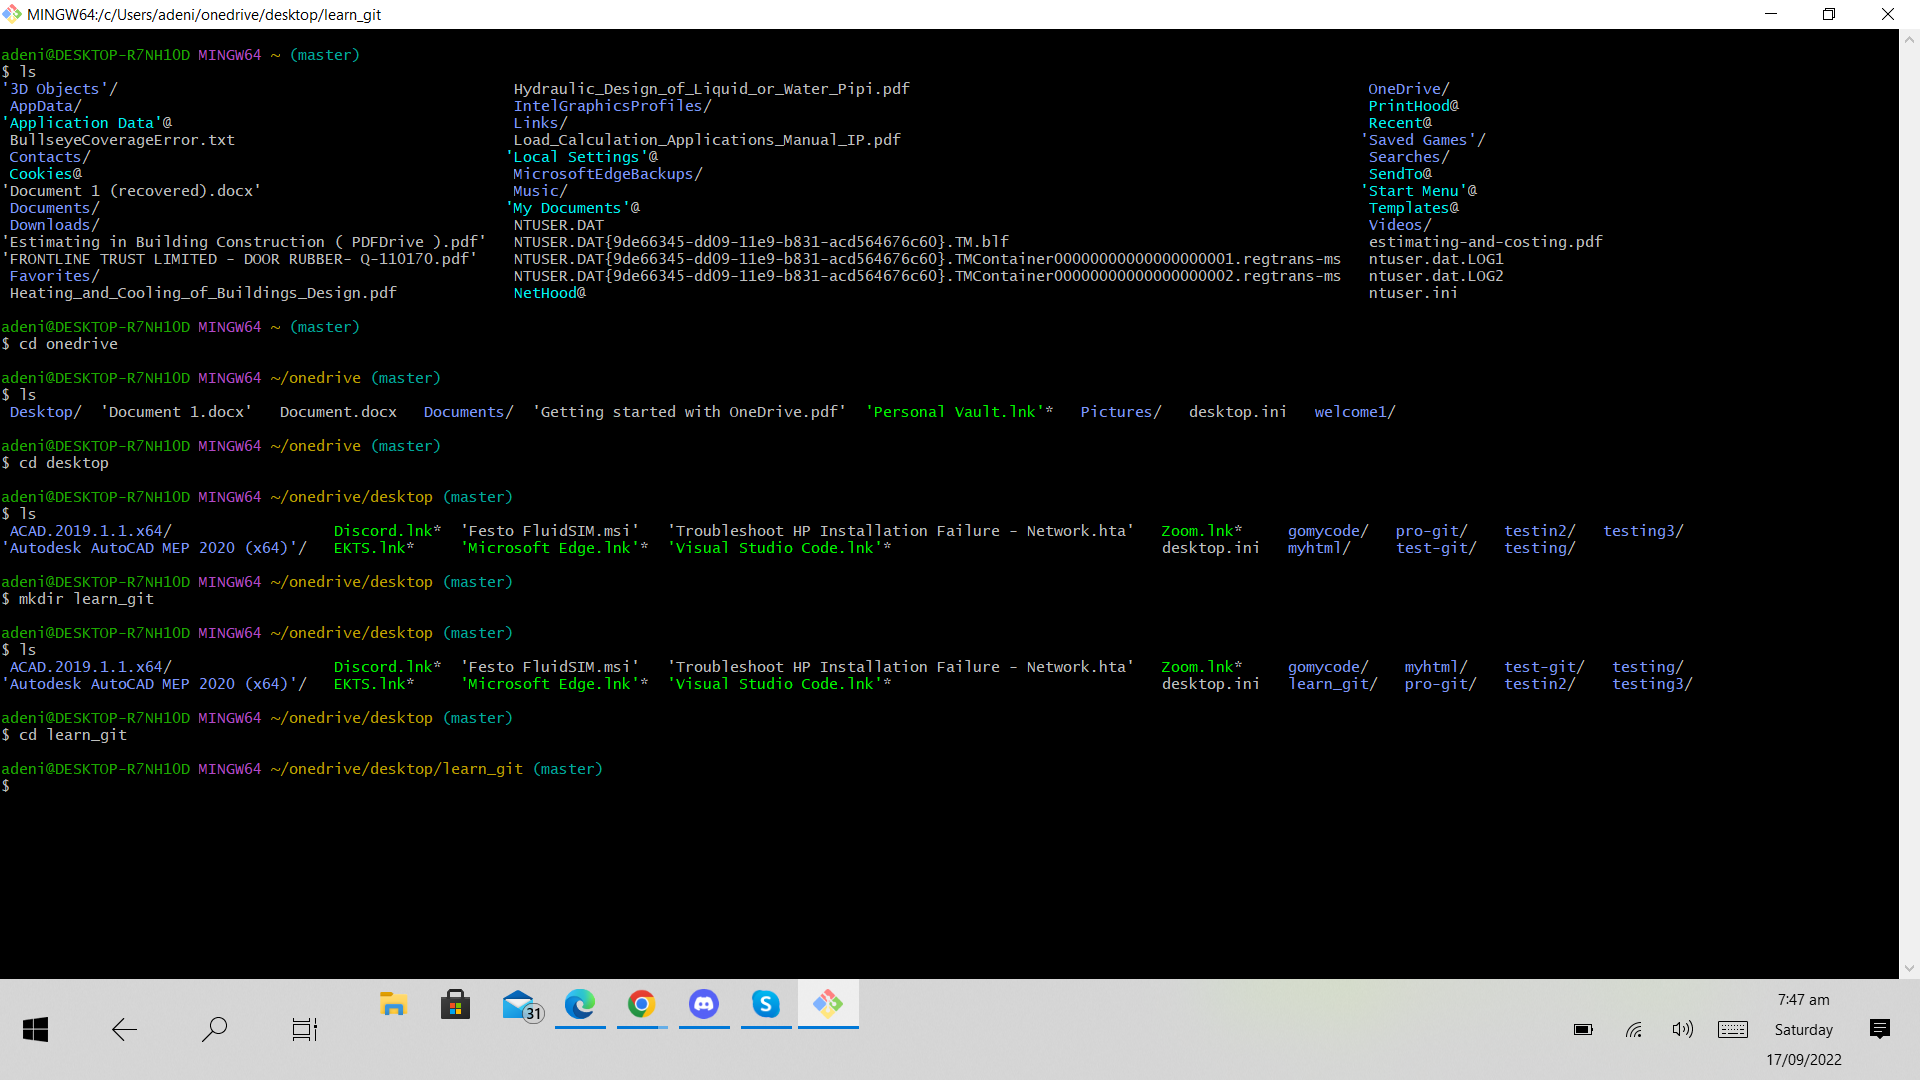 MINGW64:/c/Users/adeni/onedrive/desktop/learn_git
adeni@DESKTOP-R7NH1OD MINGW64 ~ (master)
$ ls
'3D Objects'/ Hydraulic_Design_of_Liquid_or_Water_Pipi.pdf OneDrive/
AppData/ IntelGraphicsProfiles/ PrintHood@
'Application Data'@ Links/ Recent@
BullseyeCoverageError.txt Load_Calculation_Applications_Manual_IP.pdf 'Saved Games'/
Contacts/ 'Local Settings'@ Searches/
Cookies@ MicrosoftEdgeBackups/ SendTo@
'Document 1 (recovered).docx' Music/ 'Start Menu'@
Documents/ 'My Documents'@ Templates@
Downloads/ NTUSER.DAT Videos/
'Estimating in Building Construction ( PDFDrive ).pdf' NTUSER.DAT{9de66345-dd09-11e9-b831-acd564676c60}.TM.blf estimating-and-costing.pdf
'FRONTLINE TRUST LIMITED - DOOR RUBBER- Q-110170.pdf' NTUSER.DAT{9de66345-dd09-11e9-b831-acd564676c60}.TMContainer00000000000000000001.regtrans-ms ntuser.dat.LOG1
Favorites/ NTUSER.DAT{9de66345-dd09-11e9-b831-acd564676c60}.TMContainer00000000000000000002.regtrans-ms ntuser.dat.LOG2
Heating_and_Cooling_of_Buildings_Design.pdf NetHood@ ntuser.ini
adeni@DESKTOP-R7NH1OD MINGW64 ~ (master)
$ cd onedrive
adeni@DESKTOP-R7NH1OD MINGW64 ~/onedrive (master)
$ ls
Desktop/ 'Document 1.docx' Document.docx Documents/ 'Getting started with OneDrive.pdf' 'Personal Vault.lnk'* Pictures/ desktop.ini welcome1/
adeni@DESKTOP-R7NH1OD MINGW64 ~/onedrive (master)
$ cd desktop
adeni@DESKTOP-R7NH1OD MINGW64 ~/onedrive/desktop (master)
$ ls
ACAD.2019.1.1.x64/ Discord.lnk* 'Festo FluidSIM.msi' 'Troubleshoot HP Installation Failure - Network.hta' Zoom.lnk* gomycode/ pro-git/ testin2/ testing3/
'Autodesk AutoCAD MEP 2020 (x64)'/ EKTS.lnk* 'Microsoft Edge.lnk'* 'Visual Studio Code.lnk'* desktop.ini myhtml/ test-git/ testing/
adeni@DESKTOP-R7NH1OD MINGW64 ~/onedrive/desktop (master)
$ mkdir learn_git
adeni@DESKTOP-R7NH1OD MINGW64 ~/onedrive/desktop (master)
$ ls
ACAD.2019.1.1.x64/ Discord.lnk* 'Festo FluidSIM.msi' 'Troubleshoot HP Installation Failure - Network.hta' Zoom.lnk* gomycode/ myhtml/ test-git/ testing/
'Autodesk AutoCAD MEP 2020 (x64)'/ EKTS.lnk* 'Microsoft Edge.lnk'* 'Visual Studio Code.lnk'* desktop.ini learn_git/ pro-git/ testin2/ testing3/
adeni@DESKTOP-R7NH1OD MINGW64 ~/onedrive/desktop (master)
$ cd learn_git
adeni@DESKTOP-R7NH1OD MINGW64 ~/onedrive/desktop/learn_git (master)
$
31
7:47 am
Saturday
17/09/2022